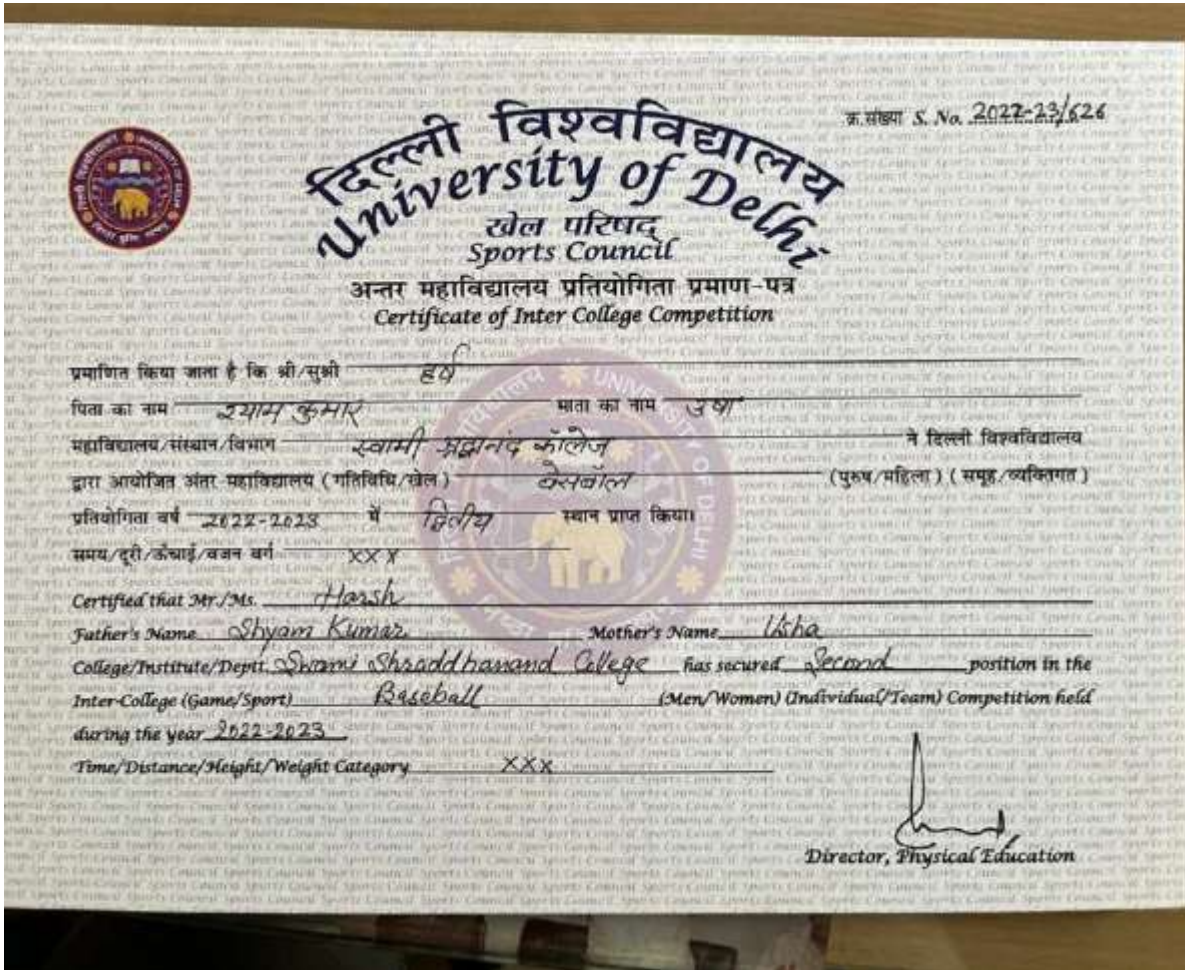 क्र.संख्या S. No. 2022-23/626
दिल्ली विश्वविद्यालय
University of Delhi
खेल परिषद्
Sports Council
अन्तर महाविद्यालय प्रतियोगिता प्रमाण-पत्र
Certificate of Inter College Competition
प्रमाणित किया जाता है कि श्री/सुश्री हर्ष
पिता का नाम श्याम कुमार माता का नाम उषा
महाविद्यालय/संस्थान/विभाग स्वामी श्रद्धानंद कॉलेज ने दिल्ली विश्वविद्यालय
द्वारा आयोजित अंतर महाविद्यालय (गतिविधि/खेल) बेसबॉल (पुरुष/महिला) (समूह/व्यक्तिगत)
प्रतियोगिता वर्ष 2022-2023 में द्वितीय स्थान प्राप्त किया।
समय/दूरी/ऊँचाई/वजन वर्ग xxx
Certified that Mr./Ms. Harsh
Father's Name Shyam Kumar Mother's Name Usha
College/Institute/Deptt. Swami Shraddhanand College has secured Second position in the
Inter-College (Game/Sport) Baseball (Men/Women) (Individual/Team) Competition held
during the year 2022-2023
Time/Distance/Height/Weight Category XXX
Director, Physical Education